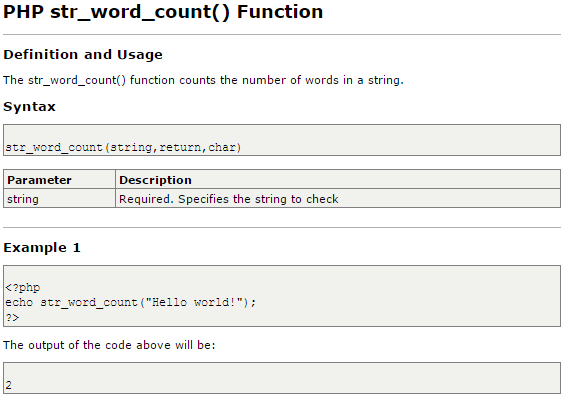 PHP str_word_count() Function
Definition and Usage
The str_word_count() function counts the number of words in a string.
Syntax
str_word_count(string,return,char)
Parameter Description
string Required. Specifies the string to check
Example 1
<?php
echo str_word_count("Hello world!");
?>
The output of the code above will be:
2